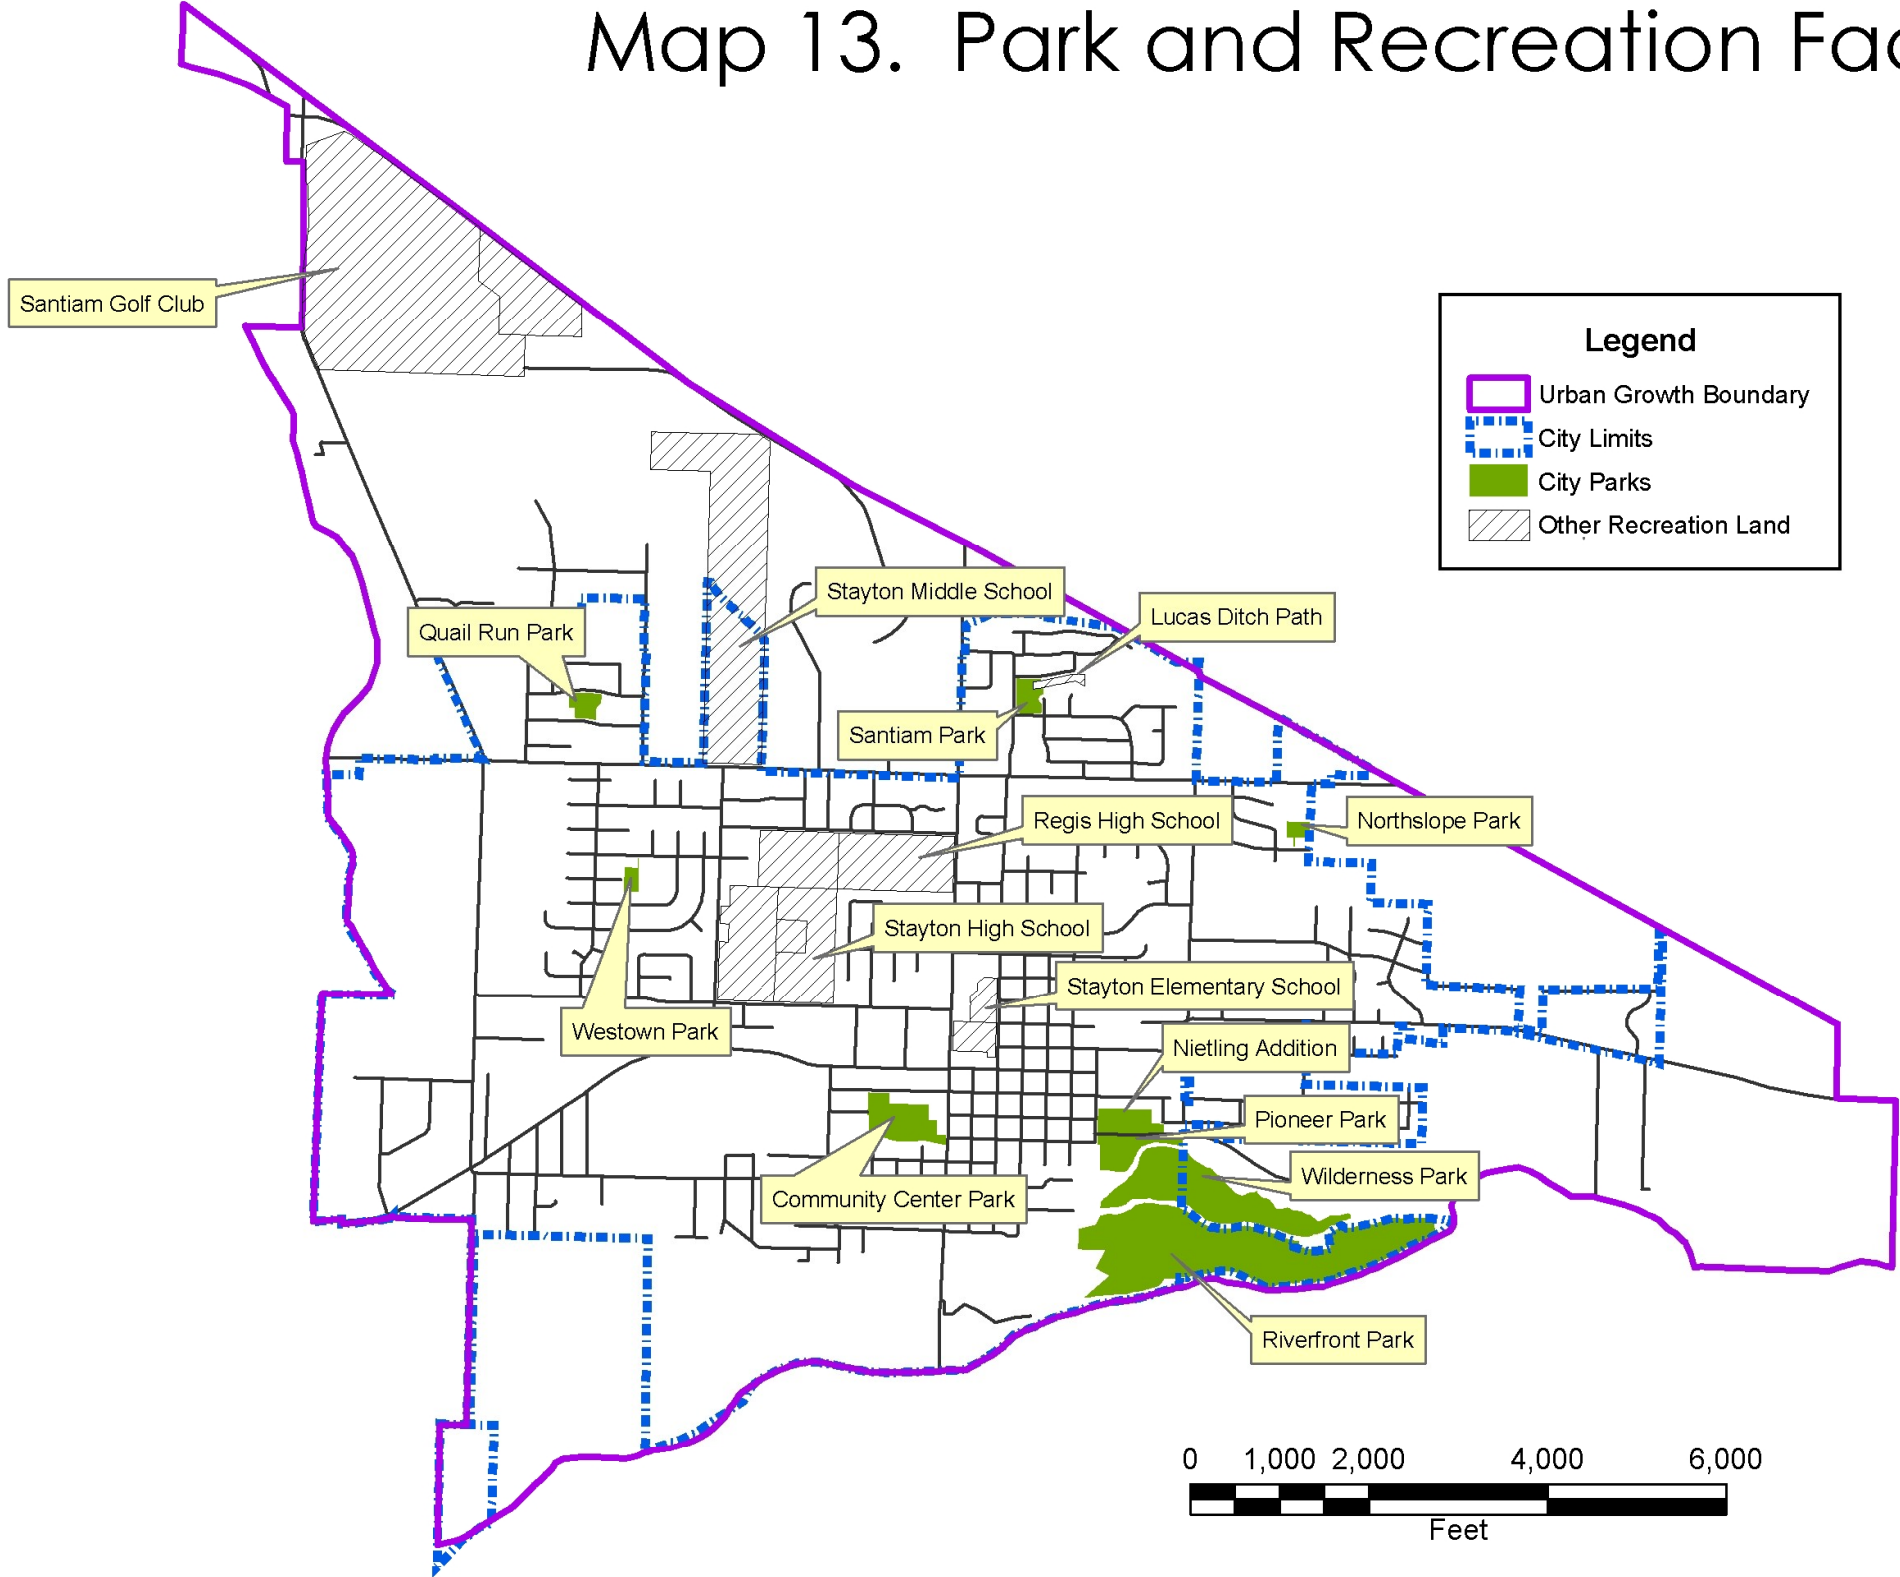 Map 13. Park and Recreation Fac
Santiam Golf Club
Legend
Urban Growth Boundary
City Limits
City Parks
Other Recreation Land
Stayton Middle School
Lucas Ditch Path
Quail Run Park
Santiam Park
Regis High School
Northslope Park
Stayton High School
Stayton Elementary School
Westown Park
Nietling Addition
Pioneer Park
Wilderness Park
Community Center Park
Riverfront Park
0 1,000 2,000 4,000 6,000
Feet